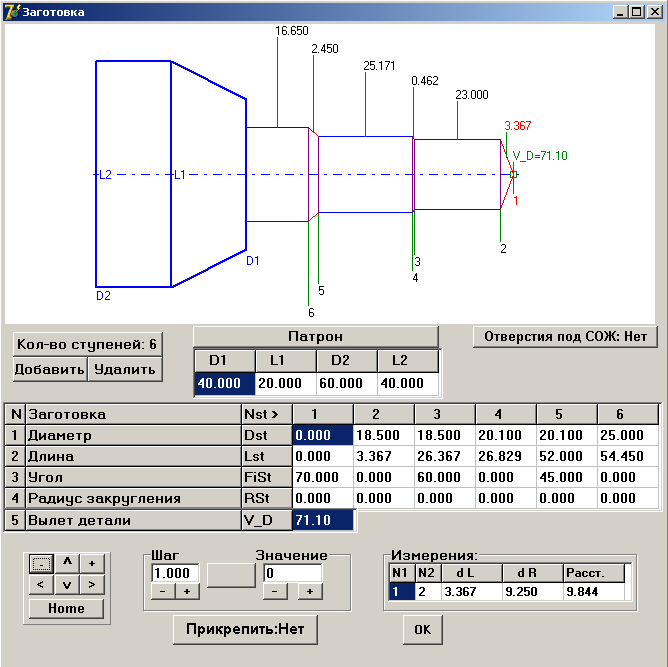 Заготовка
16.650
2.450
25.171
0.462
23.000
3.367
V_D=71.10
L2 L1
1
D1
2
3
4
5
6
D2
Кол-во ступеней: 6
Патрон
Отверстия под СОЖ: Нет
Добавить Удалить
D1 L1 D2 L2
40.000 20.000 60.000 40.000
N Заготовка Nst > 1 2 3 4 5 6
1 Диаметр Dst 0.000 18.500 18.500 20.100 20.100 25.000
2 Длина Lst 0.000 3.367 26.367 26.829 52.000 54.450
3 Угол FiSt 70.000 0.000 60.000 0.000 45.000 0.000
4 Радиус закругления RSt 0.000 0.000 0.000 0.000 0.000 0.000
5 Вылет детали V_D 71.10
Шаг Значение Измерения:
- ^ +
1.000 0
N1 N2 d L d R Расст.
< v >
- + - +
1 2 3.367 9.250 9.844
Home
Прикрепить:Нет
OK